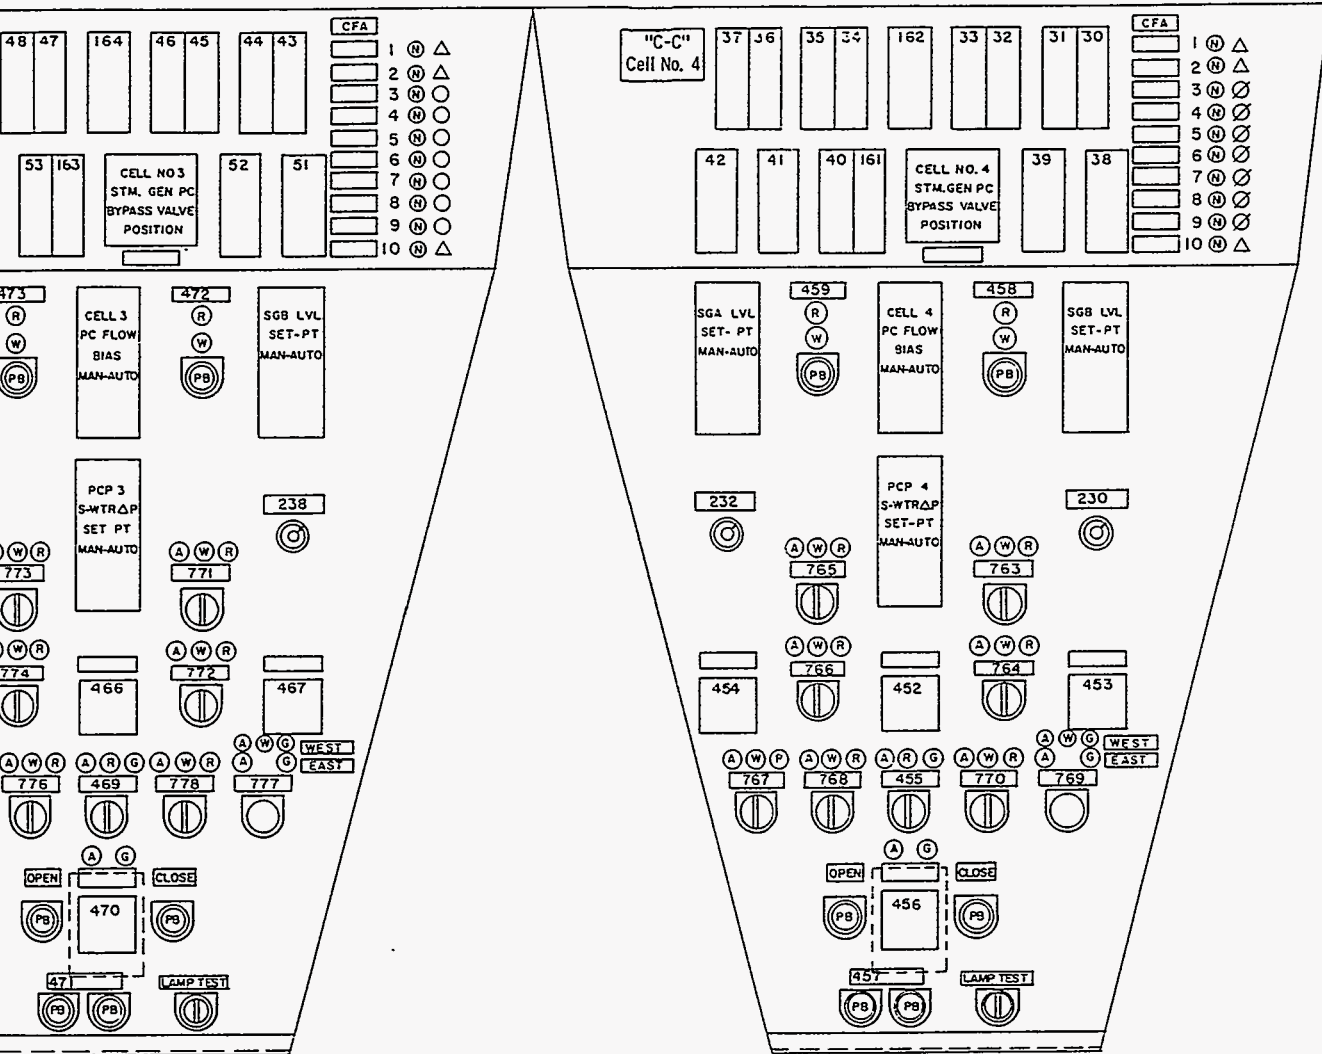 48 47 164 46 45 44 43
CFA
1 N
2 N
3 N
4 N
5 N
6 N
7 N
8 N
9 N
10 N
53 163
CELL NO 3
STM. GEN PC
BYPASS VALVE
POSITION
52 51
473
R
W
PB
CELL 3
PC FLOW
BIAS
MAN-AUTO
472
R
W
PB
SGB LVL
SET-PT
MAN-AUTO
PCP 3
S-WTR△P
SET PT
MAN-AUTO
238
W R
773
A W R
771
W R
774
A W R
772
466
467
A W G WEST
A G EAST
A W R A R G A W R
776 469 778 777
A G
OPEN CLOSE
PB 470 PB
47
LAMP TEST
PB PB
"C-C"
Cell No. 4
37 36 35 34 162 33 32 31 30
CFA
1 N
2 N
3 N
4 N
5 N
6 N
7 N
8 N
9 N
10 N
42 41 40 161
CELL NO. 4
STM.GEN PC
BYPASS VALVE
POSITION
39 38
SGA LVL
SET- PT
MAN-AUTO
459
R
W
PB
CELL 4
PC FLOW
BIAS
MAN-AUTO
458
R
W
PB
SGB LVL
SET-PT
MAN-AUTO
PCP 4
S-WTR△P
SET-PT
MAN-AUTO
232 230
A W R A W R
765 763
A W R A W R
766 764
454 452 453
A W G WEST
A G EAST
A W P A W R A R G A W R
767 768 455 770 769
A G
OPEN CLOSE
PB 456 PB
457
LAMP TEST
PB PB